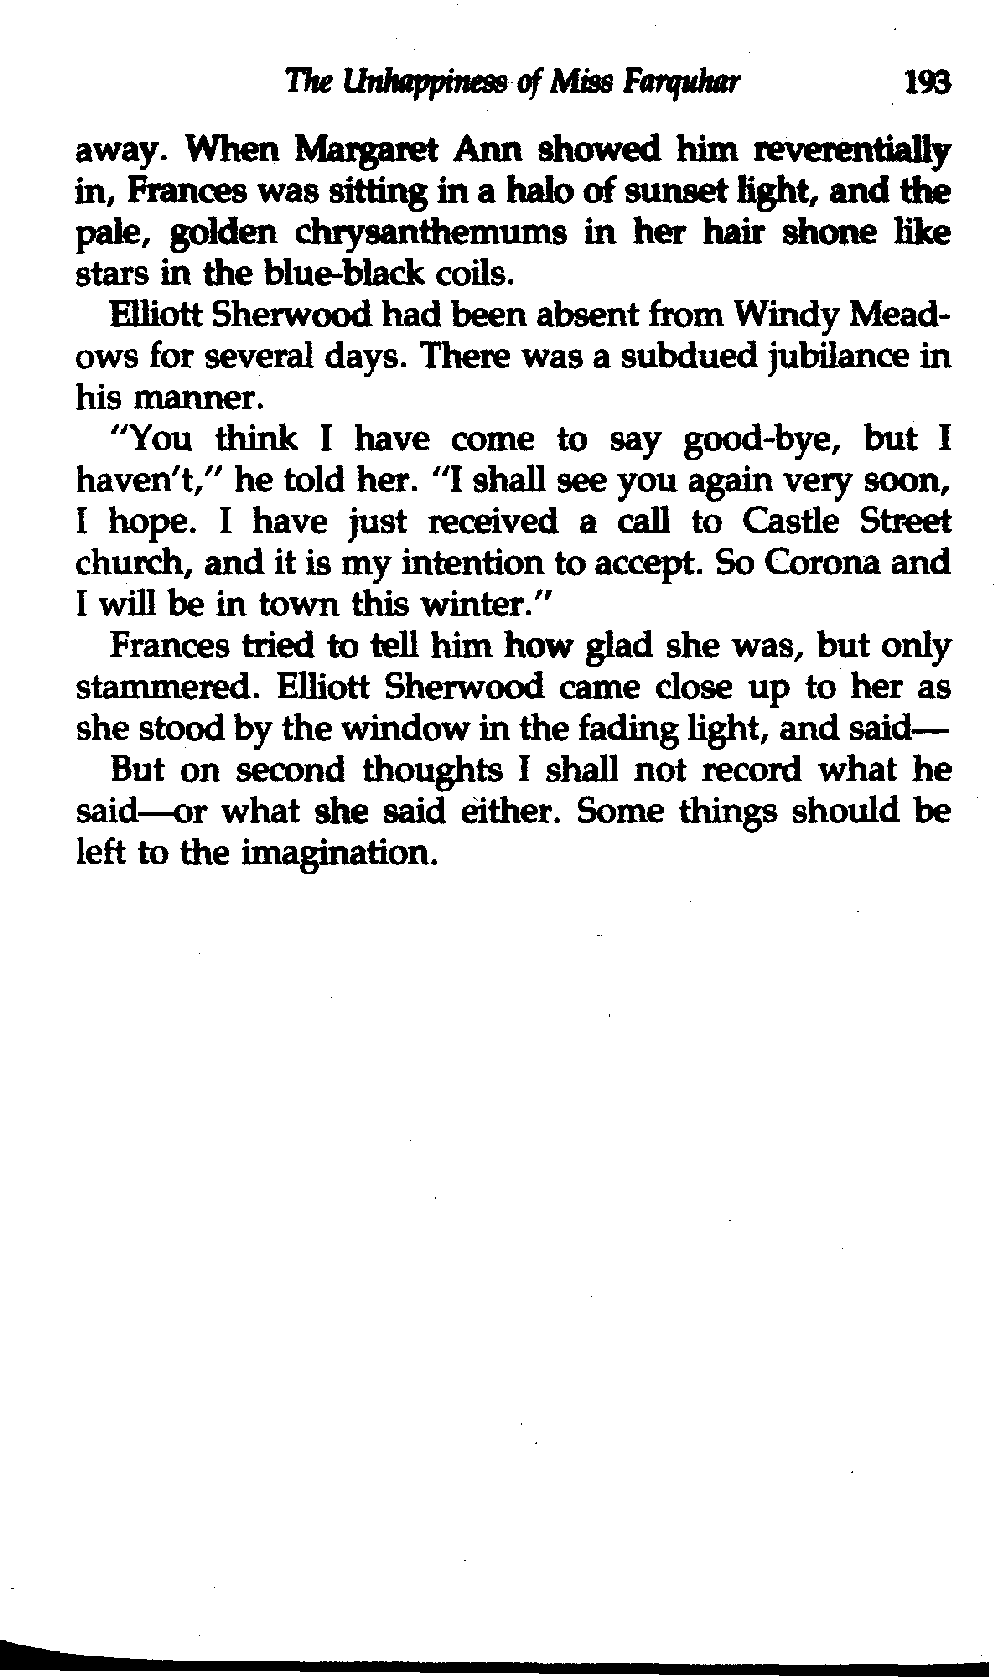 The Unhappiness of Miss Farquhar 193
away. When Margaret Ann showed him reverentially
in, Frances was sitting in a halo of sunset light, and the
pale, golden chrysanthemums in her hair shone like
stars in the blue-black coils.
Elliott Sherwood had been absent from Windy Mead-
ows for several days. There was a subdued jubilance in
his manner.
"You think I have come to say good-bye, but I
haven't," he told her. "I shall see you again very soon,
I hope. I have just received a call to Castle Street
church, and it is my intention to accept. So Corona and
I will be in town this winter."
Frances tried to tell him how glad she was, but only
stammered. Elliott Sherwood came close up to her as
she stood by the window in the fading light, and said—
But on second thoughts I shall not record what he
said—or what she said either. Some things should be
left to the imagination.